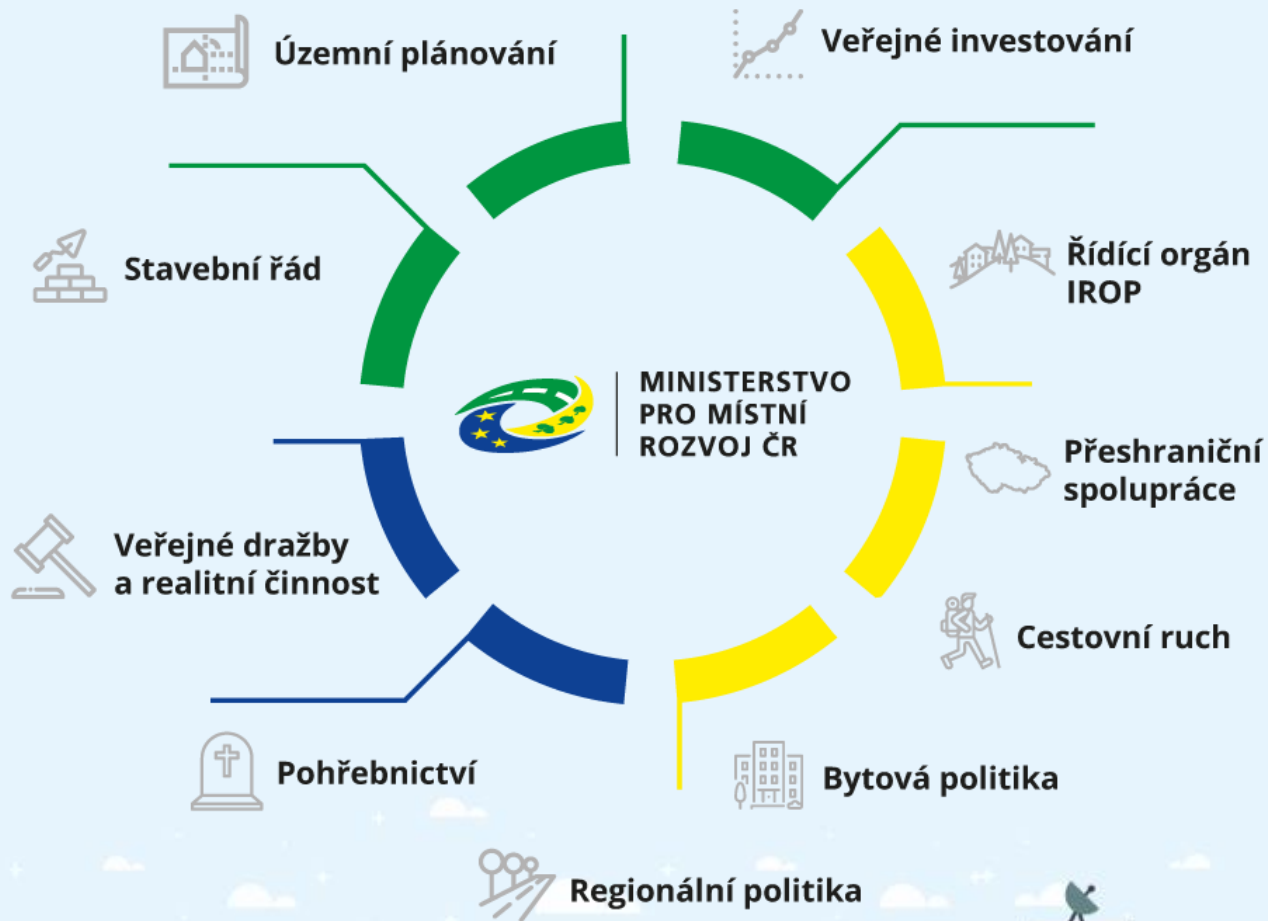 Územní plánování
Veřejné investování
Stavební řád
Řídící orgán
IROP
MINISTERSTVO
PRO MÍSTNÍ
ROZVOJ ČR
Přeshraniční
spolupráce
Veřejné dražby
a realitní činnost
Cestovní ruch
Pohřebnictví
Bytová politika
Regionální politika